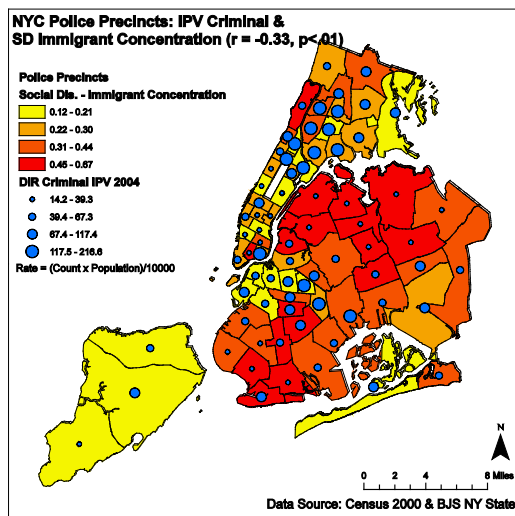 NYC Police Precincts: IPV Criminal &
SD Immigrant Concentration (r = -0.33, p<.01)
Police Precincts
Social Dis. - Immigrant Concentration
0.12 - 0.21
0.22 - 0.30
0.31 - 0.44
0.45 - 0.67
DIR Criminal IPV 2004
14.2 - 39.3
39.4 - 67.3
67.4 - 117.4
117.5 - 216.6
Rate = (Count x Population)/10000
N
0 2 4 6 8 Miles
Data Source: Census 2000 & BJS NY State